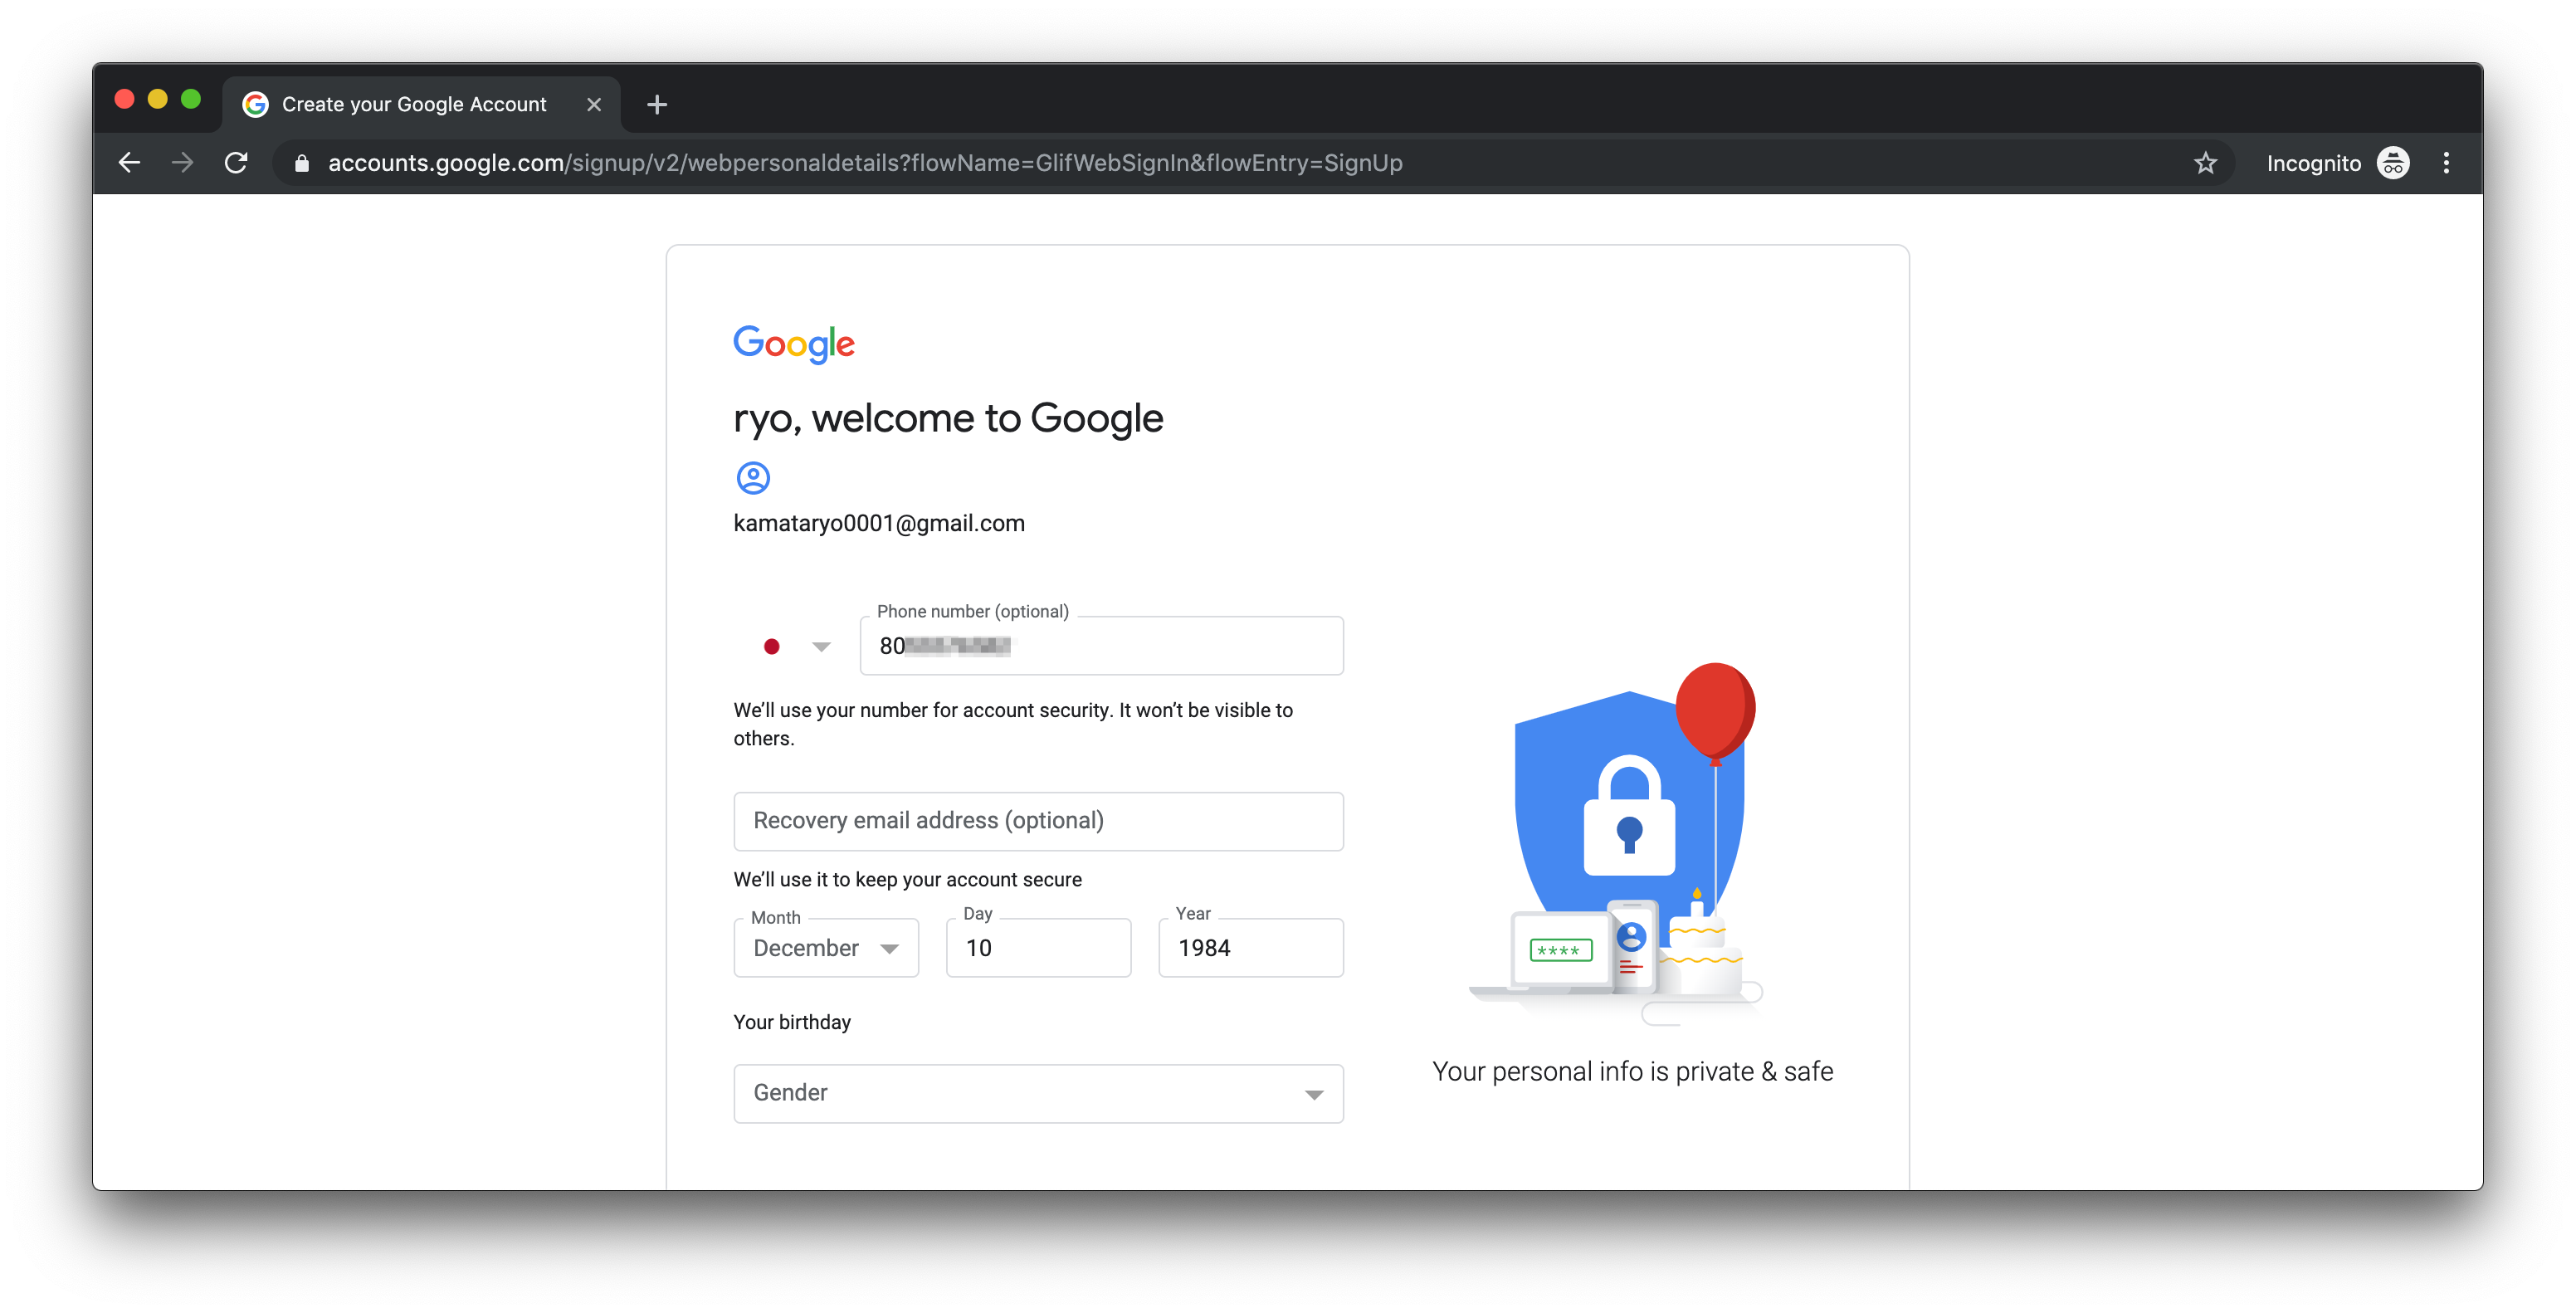 Create your Google Account
accounts.google.com/signup/v2/webpersonaldetails?flowName=GlifWebSignIn&flowEntry=SignUp
Incognito
Google
ryo, welcome to Google
kamataryo0001@gmail.com
Phone number (optional)
80
We’ll use your number for account security. It won’t be visible to
others.
Recovery email address (optional)
We’ll use it to keep your account secure
Month Day Year
December 10 1984
Your birthday
Gender
****
Your personal info is private & safe